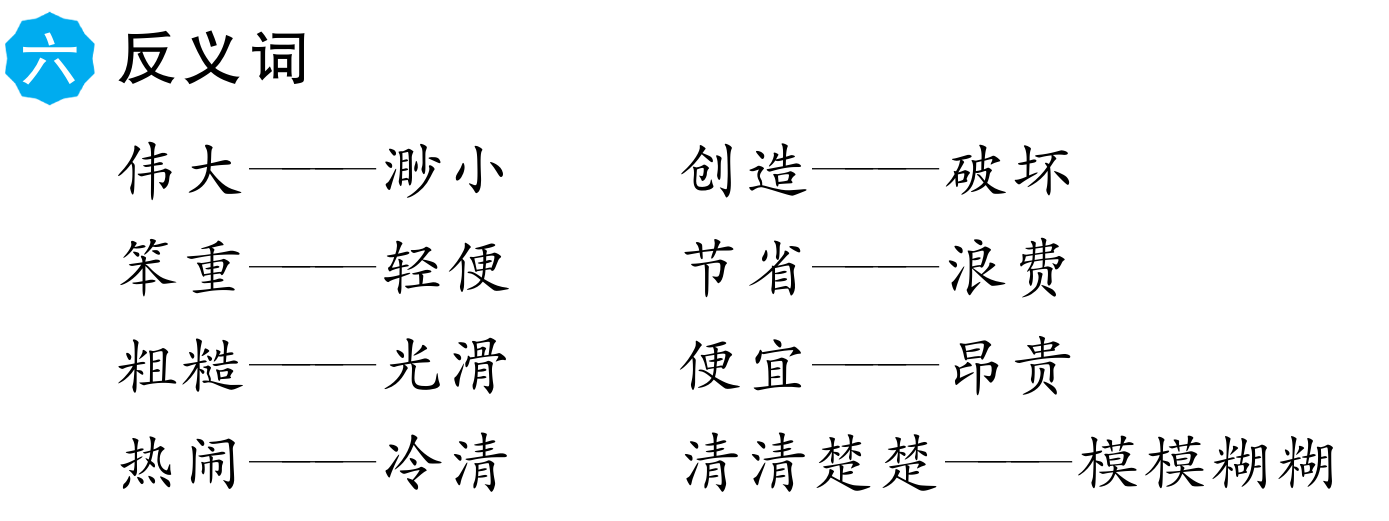 六 反义词
伟大——渺小 创造——破坏
笨重——轻便 节省——浪费
粗糙——光滑 便宜——昂贵
热闹——冷清 清清楚楚——模模糊糊